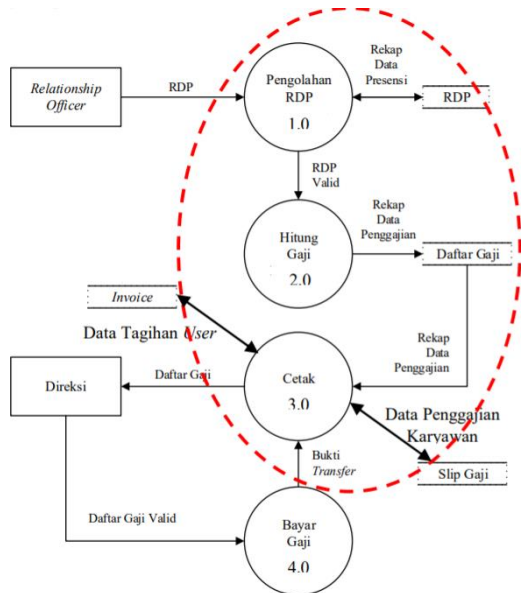 Relationship
Officer
RDP
Pengolahan
RDP
1.0
Rekap
Data
Presensi
RDP
RDP
Valid
Hitung
Gaji
2.0
Rekap
Data
Penggajian
Daftar Gaji
Invoice
Data Tagihan User
Direksi
Daftar Gaji
Cetak
3.0
Rekap
Data
Penggajian
Data Penggajian
Karyawan
Slip Gaji
Bukti
Transfer
Daftar Gaji Valid
Bayar
Gaji
4.0